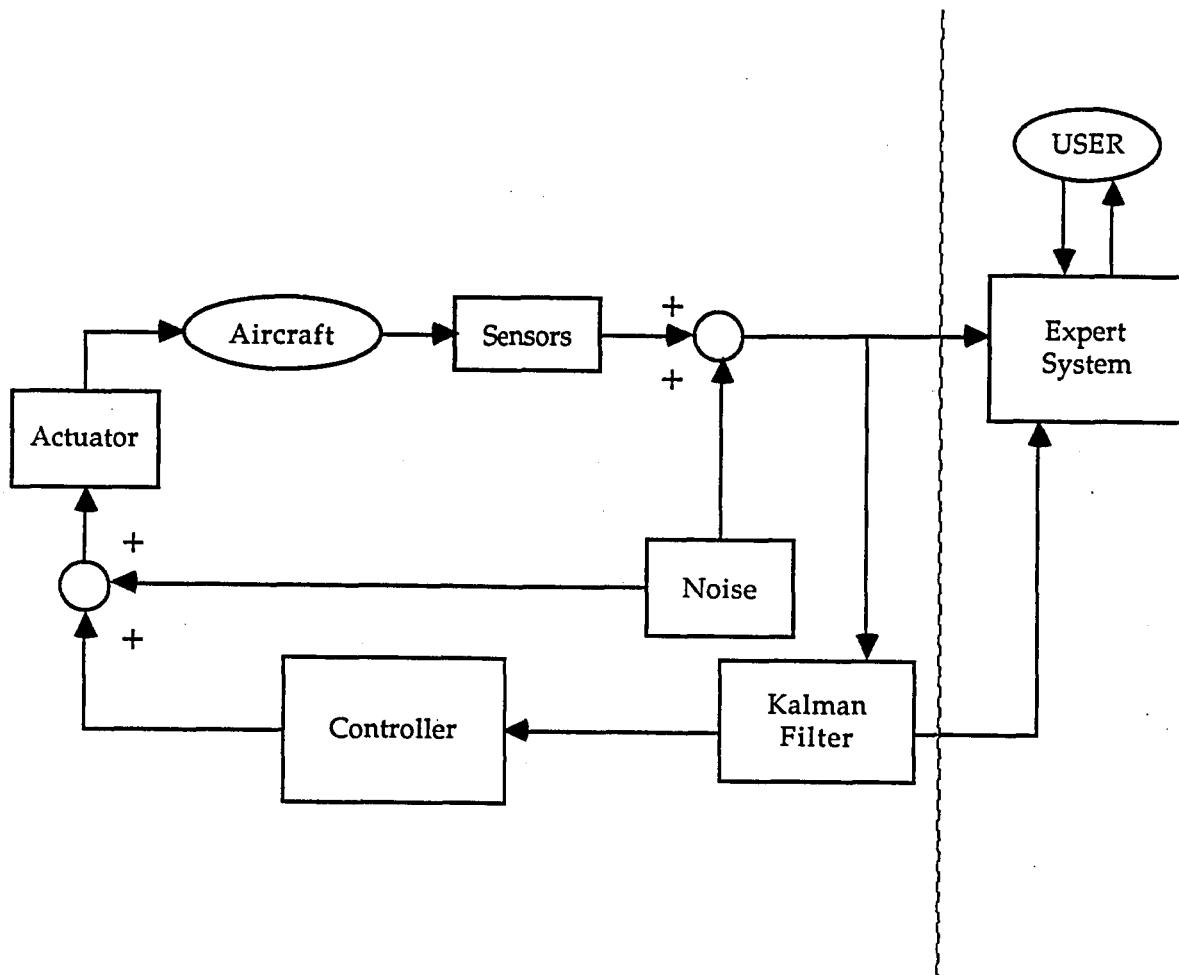 USER
Expert
System
+
Aircraft
Sensors
+
Actuator
+
Noise
+
Controller
Kalman
Filter